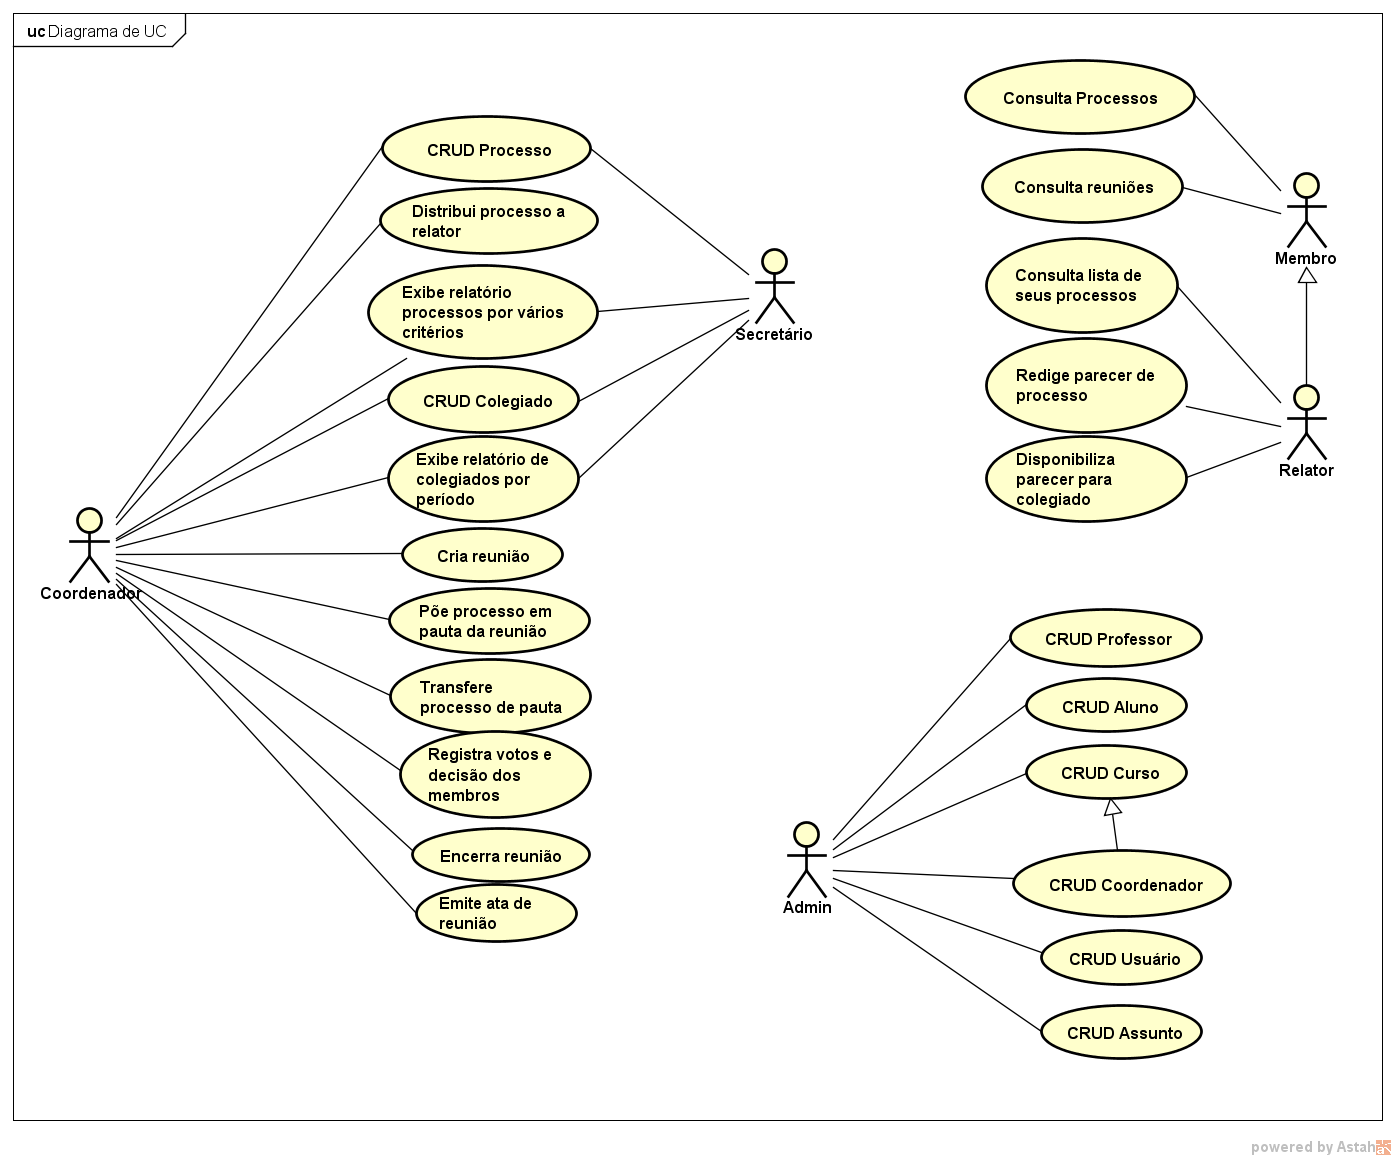 uc Diagrama de UC
CRUD Processo
Distribui processo a
relator
Exibe relatório
processos por vários
critérios
CRUD Colegiado
Exibe relatório de
colegiados por
período
Cria reunião
Põe processo em
pauta da reunião
Transfere
processo de pauta
Registra votos e
decisão dos
membros
Encerra reunião
Emite ata de
reunião
Coordenador
Secretário
Consulta Processos
Consulta reuniões
Consulta lista de
seus processos
Redige parecer de
processo
Disponibiliza
parecer para
colegiado
Membro
Relator
CRUD Professor
CRUD Aluno
CRUD Curso
CRUD Coordenador
CRUD Usuário
CRUD Assunto
Admin
powered by Astah